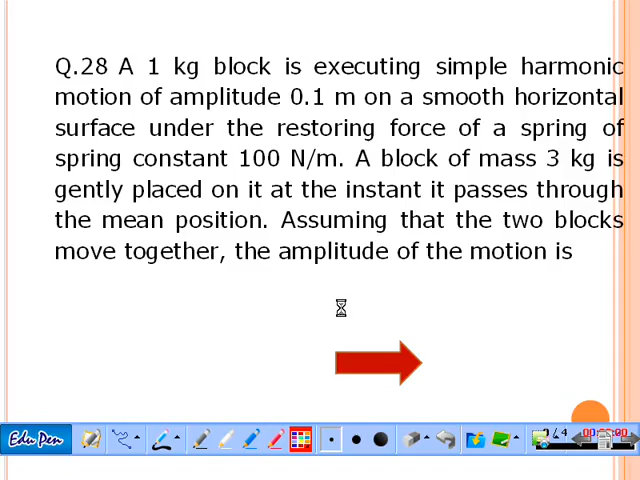 Q.28 A 1 kg block is executing simple harmonic
motion of amplitude 0.1 m on a smooth horizontal
surface under the restoring force of a spring of
spring constant 100 N/m. A block of mass 3 kg is
gently placed on it at the instant it passes through
the mean position. Assuming that the two blocks
move together, the amplitude of the motion is
Edu Pen
/ 4